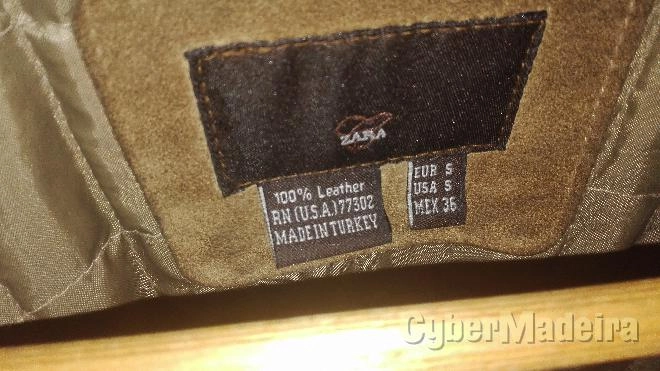 ZARA
100% Leather
RN (U.S.A.) 77302
MADE IN TURKEY
EUR S
USA S
MEX 36
CyberMadeira